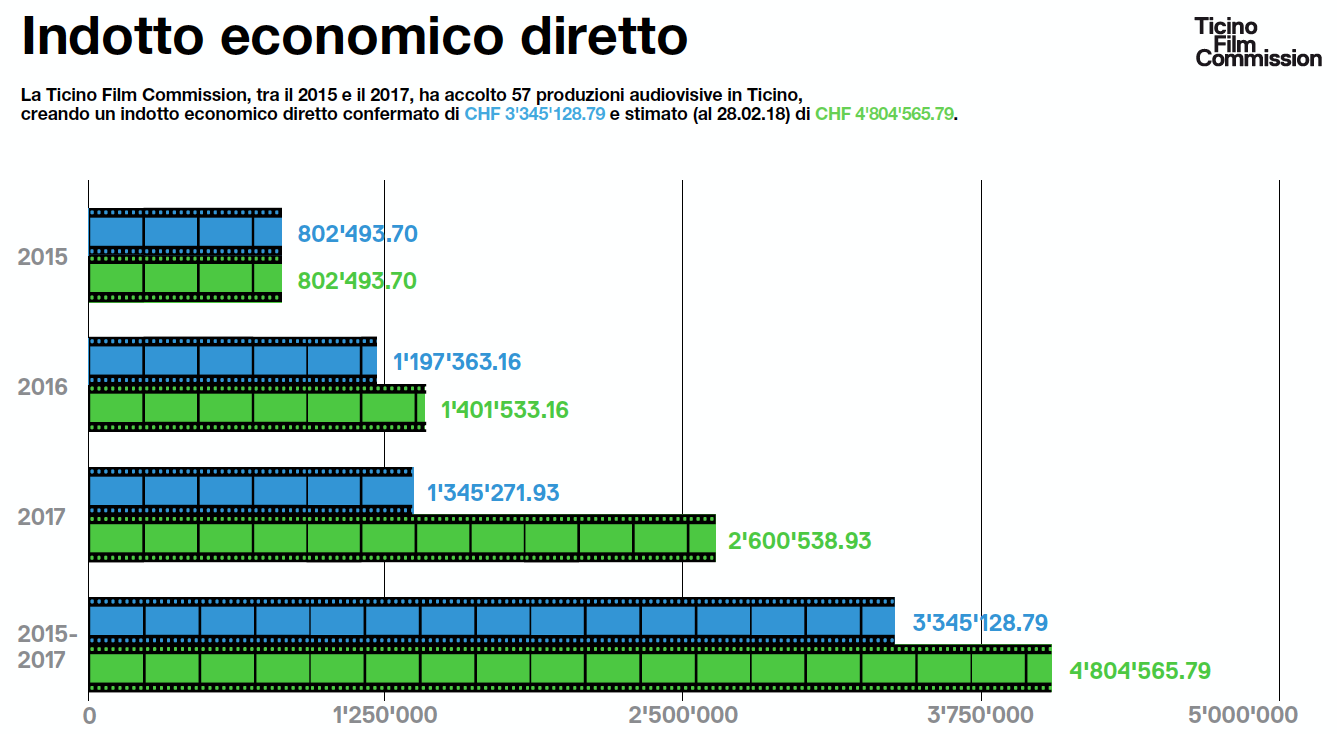 Indotto economico diretto
Ticino
Film
Commission
La Ticino Film Commission, tra il 2015 e il 2017, ha accolto 57 produzioni audiovisive in Ticino,
creando un indotto economico diretto confermato di CHF 3'345'128.79 e stimato (al 28.02.18) di CHF 4'804'565.79.
2015
802'493.70
802'493.70
2016
1'197'363.16
1'401'533.16
2017
1'345'271.93
2'600'538.93
2015-
2017
3'345'128.79
4'804'565.79
0 1'250'000 2'500'000 3'750'000 5'000'000